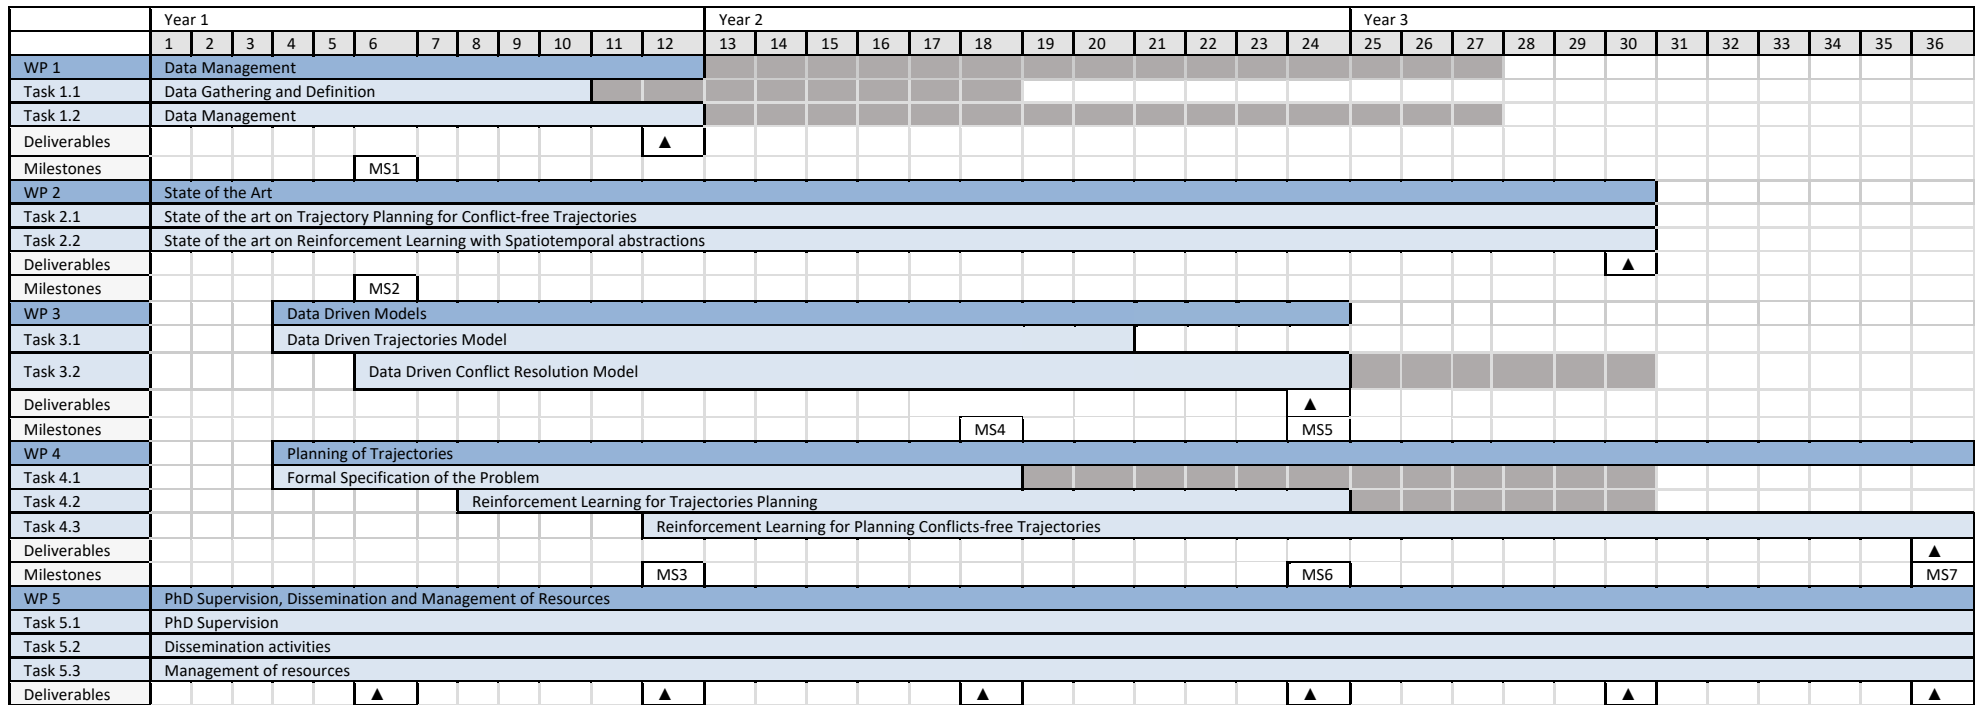 Year 1 Year 2 Year 3
1 2 3 4 5 6 7 8 9 10 11 12 13 14 15 16 17 18 19 20 21 22 23 24 25 26 27 28 29 30 31 32 33 34 35 36
WP 1 Data Management
Task 1.1 Data Gathering and Definition
Task 1.2 Data Management
Deliverables ▲
Milestones MS1
WP 2 State of the Art
Task 2.1 State of the art on Trajectory Planning for Conflict-free Trajectories
Task 2.2 State of the art on Reinforcement Learning with Spatiotemporal abstractions
Deliverables ▲
Milestones MS2
WP 3 Data Driven Models
Task 3.1 Data Driven Trajectories Model
Task 3.2 Data Driven Conflict Resolution Model
Deliverables ▲
Milestones MS4 MS5
WP 4 Planning of Trajectories
Task 4.1 Formal Specification of the Problem
Task 4.2 Reinforcement Learning for Trajectories Planning
Task 4.3 Reinforcement Learning for Planning Conflicts-free Trajectories
Deliverables ▲
Milestones MS3 MS6 MS7
WP 5 PhD Supervision, Dissemination and Management of Resources
Task 5.1 PhD Supervision
Task 5.2 Dissemination activities
Task 5.3 Management of resources
Deliverables ▲ ▲ ▲ ▲ ▲ ▲